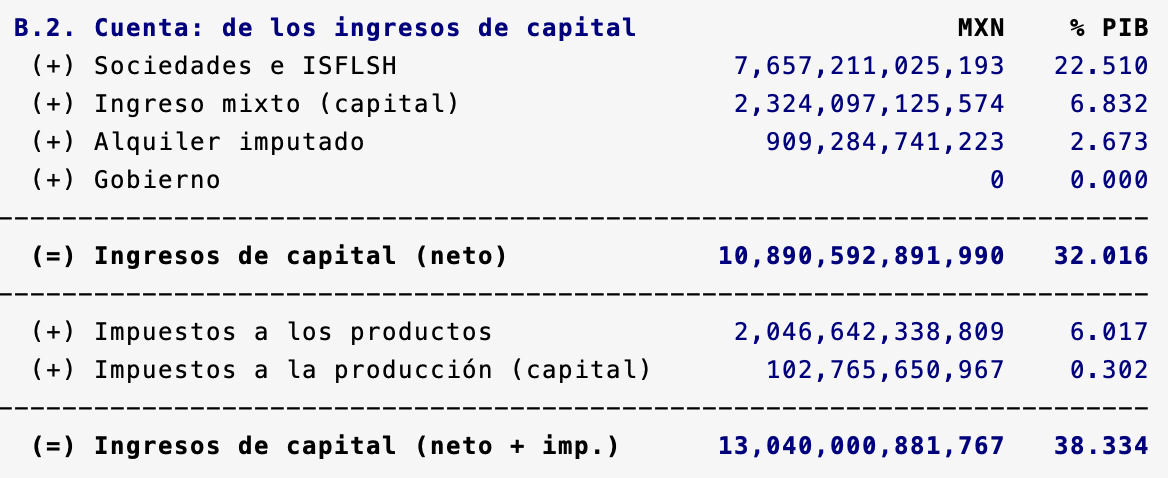 B.2. Cuenta: de los ingresos de capital MXN % PIB
(+) Sociedades e ISFLSH 7,657,211,025,193 22.510
(+) Ingreso mixto (capital) 2,324,097,125,574 6.832
(+) Alquiler imputado 909,284,741,223 2.673
(+) Gobierno 0 0.000
(=) Ingresos de capital (neto) 10,890,592,891,990 32.016
(+) Impuestos a los productos 2,046,642,338,809 6.017
(+) Impuestos a la producción (capital) 102,765,650,967 0.302
(=) Ingresos de capital (neto + imp.) 13,040,000,881,767 38.334